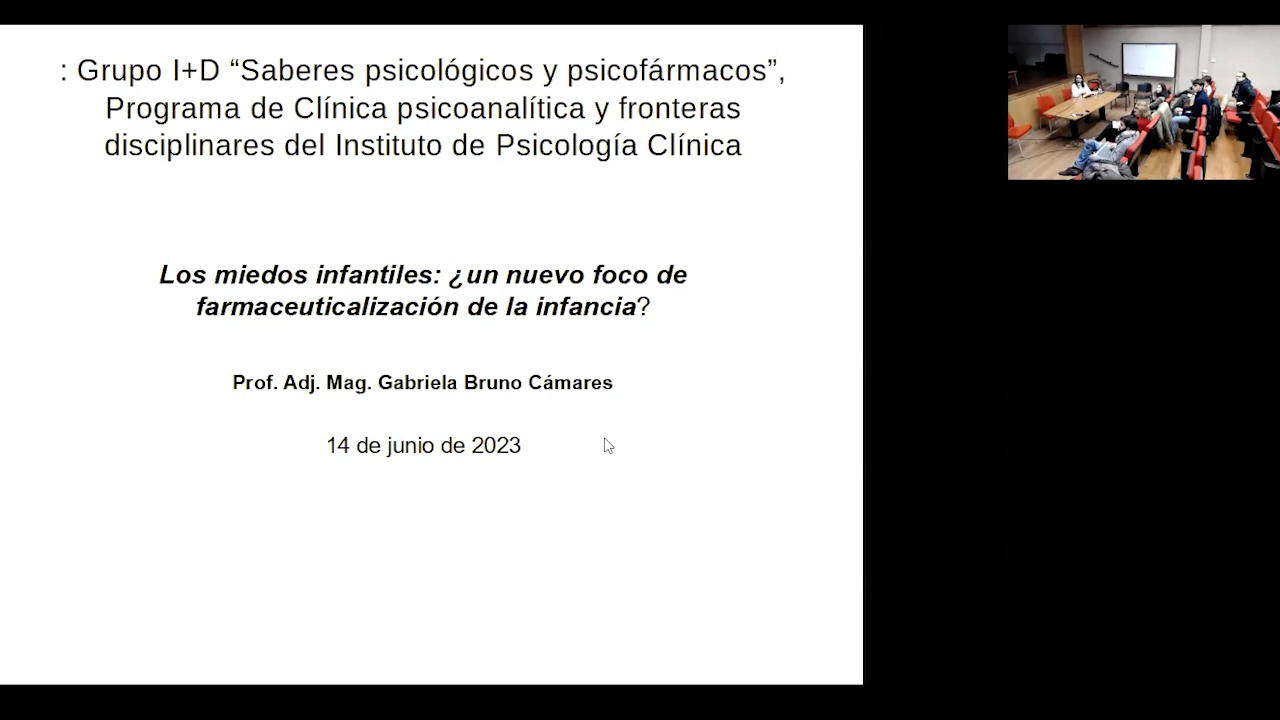 : Grupo I+D “Saberes psicológicos y psicofármacos”,
Programa de Clínica psicoanalítica y fronteras
disciplinares del Instituto de Psicología Clínica
Los miedos infantiles: ¿un nuevo foco de
farmaceuticalización de la infancia?
Prof. Adj. Mag. Gabriela Bruno Cámares
14 de junio de 2023